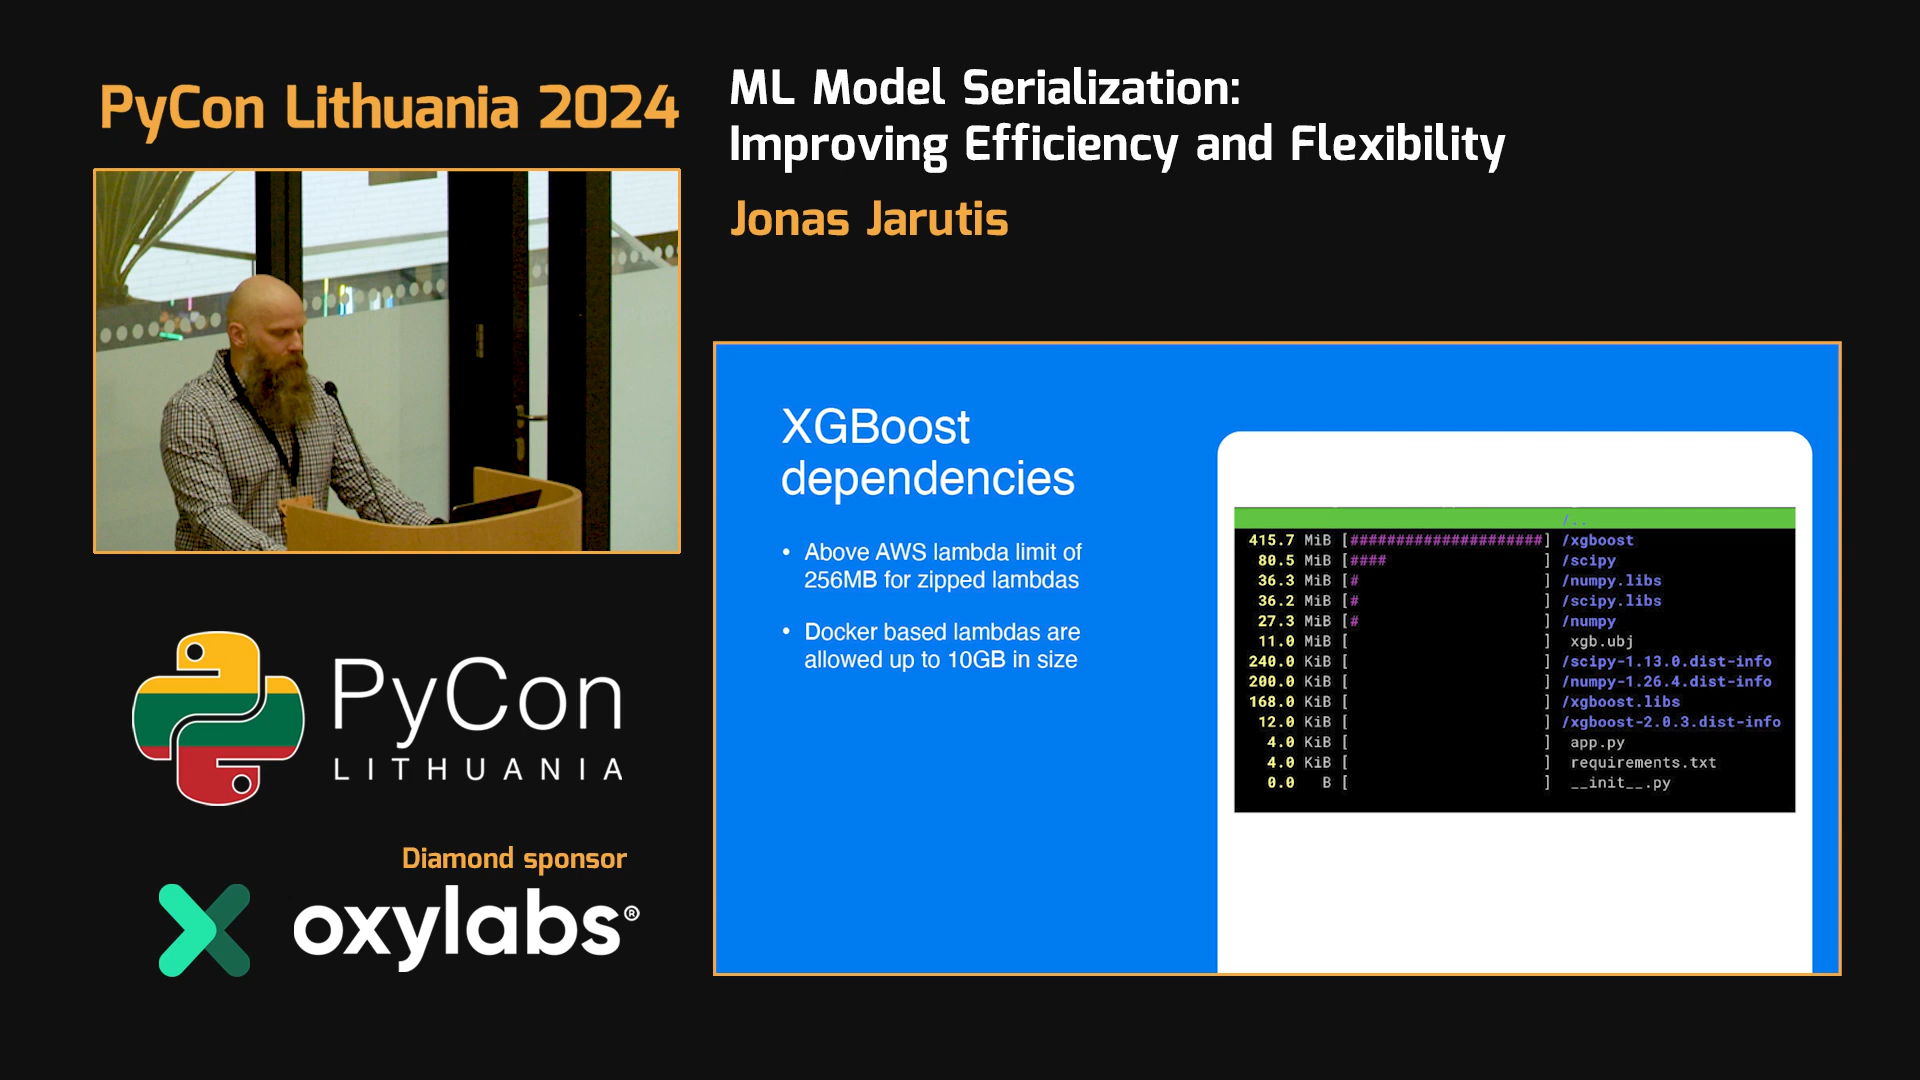 PyCon Lithuania 2024
ML Model Serialization:
Improving Efficiency and Flexibility
Jonas Jarutis
XGBoost
dependencies
• Above AWS lambda limit of
256MB for zipped lambdas
• Docker based lambdas are
allowed up to 10GB in size
/..
415.7 MiB [#####################] /xgboost
80.5 MiB [#### ] /scipy
36.3 MiB [# ] /numpy.libs
36.2 MiB [# ] /scipy.libs
27.3 MiB [# ] /numpy
11.0 MiB [ ] xgb.ubj
240.0 KiB [ ] /scipy-1.13.0.dist-info
200.0 KiB [ ] /numpy-1.26.4.dist-info
168.0 KiB [ ] /xgboost.libs
12.0 KiB [ ] /xgboost-2.0.3.dist-info
4.0 KiB [ ] app.py
4.0 KiB [ ] requirements.txt
0.0 B [ ] __init__.py
PyCon
LITHUANIA
Diamond sponsor
oxylabs®